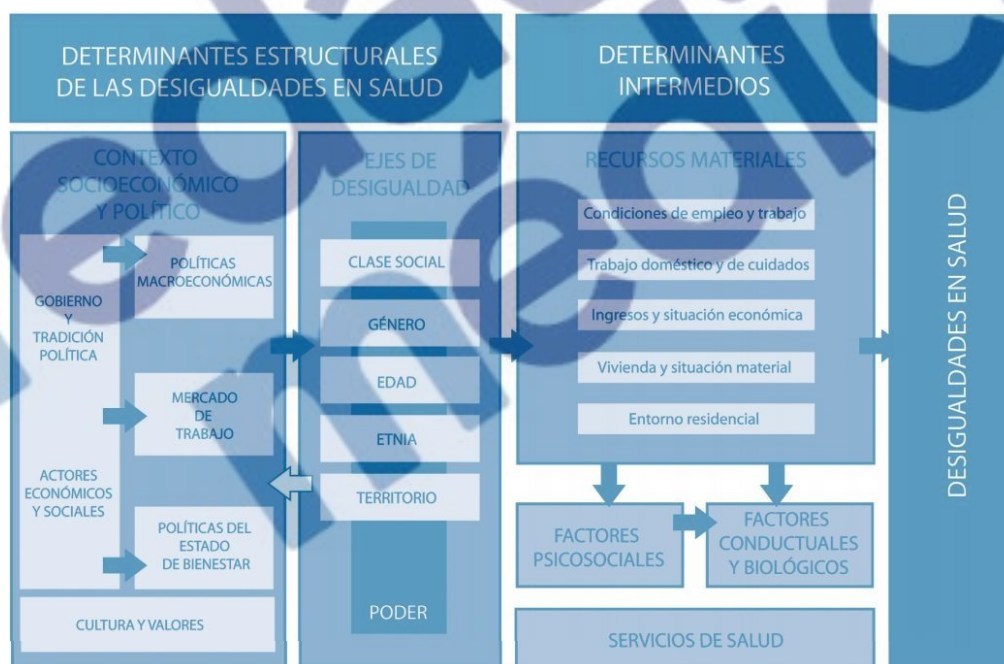 DETERMINANTES ESTRUCTURALES
DE LAS DESIGUALDADES EN SALUD
DETERMINANTES
INTERMEDIOS
CONTEXTO
SOCIOECONÓMICO
Y POLÍTICO
GOBIERNO
Y
TRADICIÓN
POLÍTICA
ACTORES
ECONÓMICOS
Y SOCIALES
POLÍTICAS
MACROECONÓMICAS
MERCADO
DE
TRABAJO
POLÍTICAS DEL
ESTADO
DE BIENESTAR
CULTURA Y VALORES
EJES DE
DESIGUALDAD
CLASE SOCIAL
GÉNERO
EDAD
ETNIA
TERRITORIO
PODER
RECURSOS MATERIALES
Condiciones de empleo y trabajo
Trabajo doméstico y de cuidados
Ingresos y situación económica
Vivienda y situación material
Entorno residencial
FACTORES
PSICOSOCIALES
FACTORES
CONDUCTUALES
Y BIOLÓGICOS
SERVICIOS DE SALUD
DESIGUALDADES EN SALUD